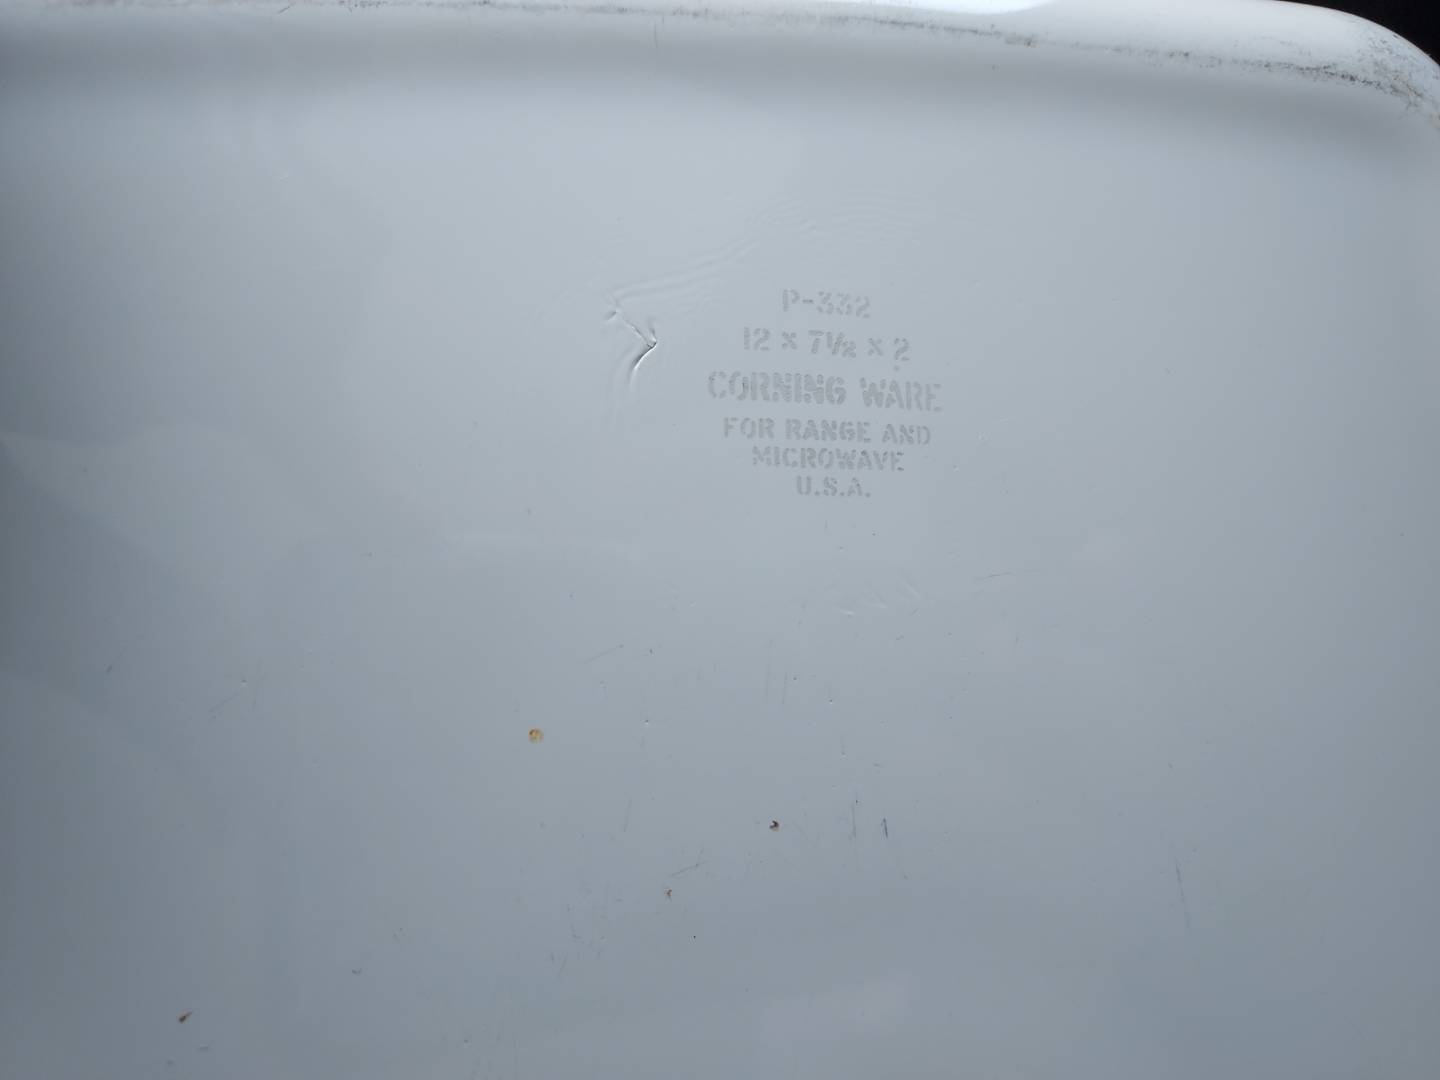 P-332
12 x 7½ x 2
CORNING WARE
FOR RANGE AND
MICROWAVE
U.S.A.